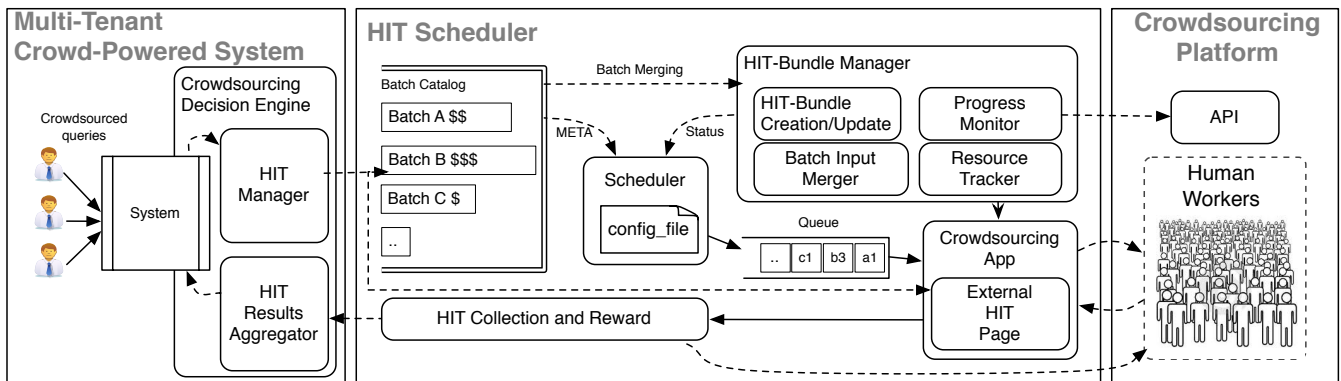 Multi-Tenant
Crowd-Powered System
Crowdsourced
queries
System
Crowdsourcing
Decision Engine
HIT
Manager
HIT
Results
Aggregator
HIT Scheduler
Batch Catalog
Batch A $$
Batch B $$$
Batch C $
..
Batch Merging
META
Status
Scheduler
config_file
HIT-Bundle Manager
HIT-Bundle
Creation/Update
Progress
Monitor
Batch Input
Merger
Resource
Tracker
Queue
.. c1 b3 a1
Crowdsourcing
App
External
HIT
Page
HIT Collection and Reward
Crowdsourcing
Platform
API
Human
Workers